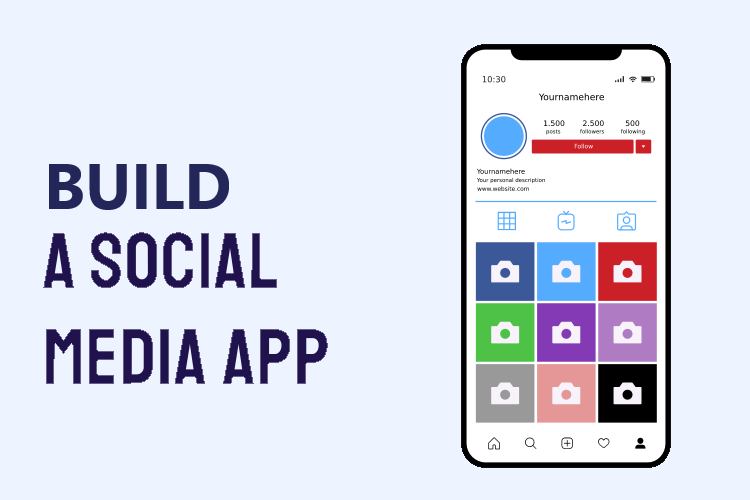 BUILD
A SOCIAL
MEDIA APP
10:30
Yournamehere
1.500 2.500 500
posts followers following
Follow
Yournamehere
Your personal description
www.website.com